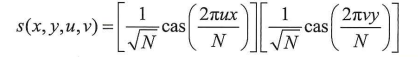 s(x, y, u, v) = [ 1/√N cas( 2πux/N ) ][ 1/√N cas( 2πvy/N ) ]